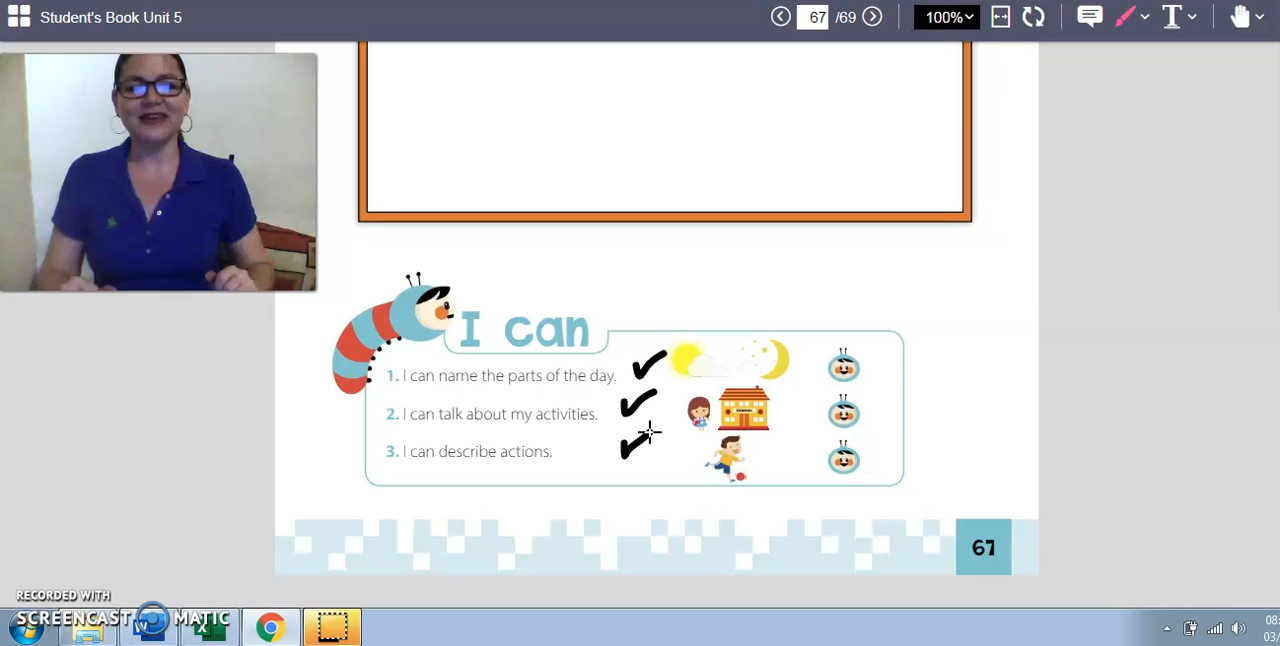 Student's Book Unit 5
67 /69
100%
T
I can
1. I can name the parts of the day.
2. I can talk about my activities.
3. I can describe actions.
67
RECORDED WITH
SCREENCAST MATIC